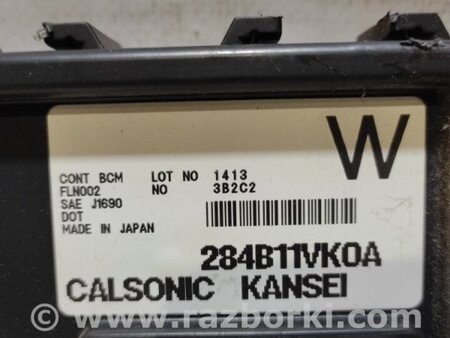 W
CONT BCM LOT NO 1413
FLN002 NO 3B2C2
SAE J1690
DOT
MADE IN JAPAN
284B11VK0A
CALSONIC KANSEI
© www.razborki.com